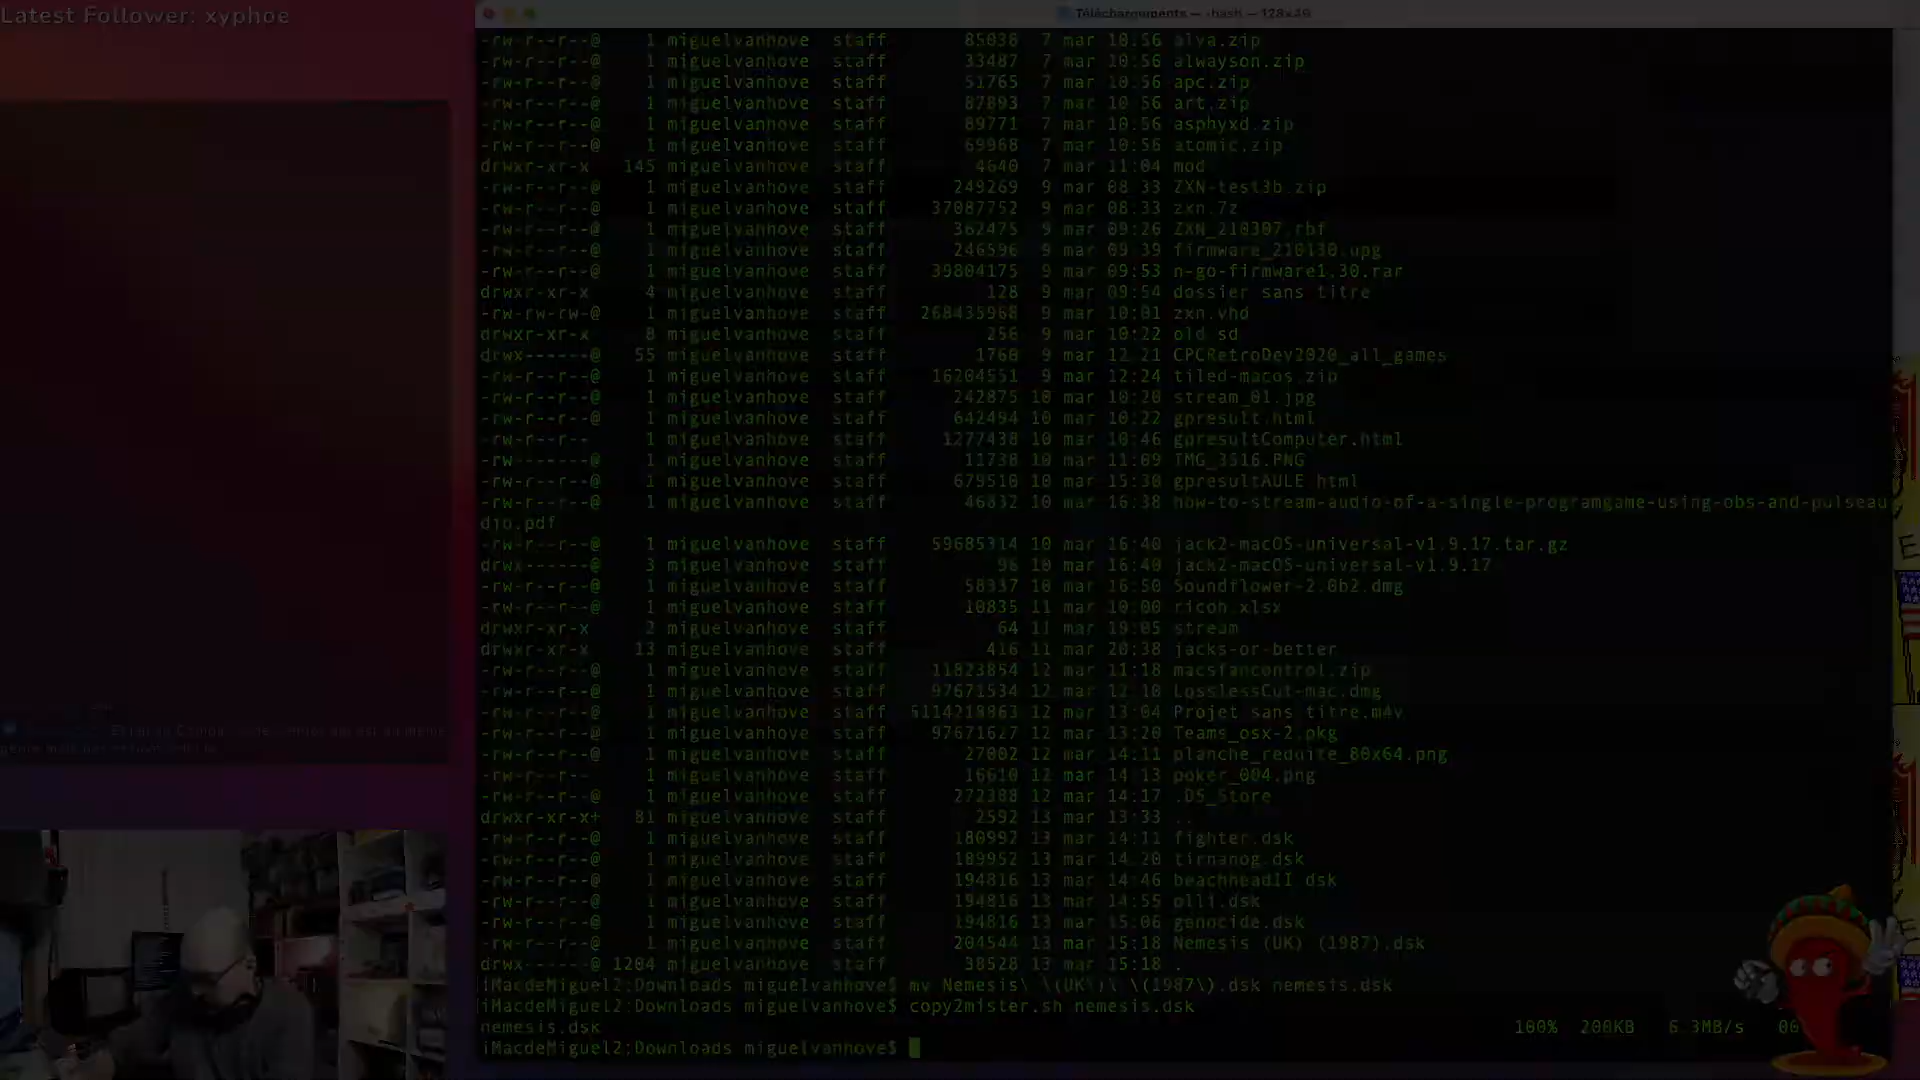 Latest Follower: xyphoe
Téléchargements — -bash — 128×49
-rw-r--r--@ 1 miguelvanhove staff 85038 7 mar 10:56 alva.zip
-rw-r--r--@ 1 miguelvanhove staff 33487 7 mar 10:56 alwayson.zip
-rw-r--r--@ 1 miguelvanhove staff 51765 7 mar 10:56 apc.zip
-rw-r--r--@ 1 miguelvanhove staff 87893 7 mar 10:56 art.zip
-rw-r--r--@ 1 miguelvanhove staff 89771 7 mar 10:56 asphyxd.zip
-rw-r--r--@ 1 miguelvanhove staff 69968 7 mar 10:56 atomic.zip
drwxr-xr-x 145 miguelvanhove staff 4640 7 mar 11:04 mod
-rw-r--r--@ 1 miguelvanhove staff 249269 9 mar 08:33 ZXN-test3b.zip
-rw-r--r--@ 1 miguelvanhove staff 37087752 9 mar 08:33 zxn.7z
-rw-r--r--@ 1 miguelvanhove staff 362475 9 mar 09:26 ZXN_210307.rbf
-rw-r--r--@ 1 miguelvanhove staff 246596 9 mar 09:39 firmware_210130.upg
-rw-r--r--@ 1 miguelvanhove staff 39804175 9 mar 09:53 n-go-firmware1.30.rar
drwxr-xr-x 4 miguelvanhove staff 128 9 mar 09:54 dossier sans titre
-rw-rw-rw-@ 1 miguelvanhove staff 268435968 9 mar 10:01 zxn.vhd
drwxr-xr-x 8 miguelvanhove staff 256 9 mar 10:22 old sd
drwx------@ 55 miguelvanhove staff 1760 9 mar 12:21 CPCRetroDev2020_all_games
-rw-r--r--@ 1 miguelvanhove staff 16204551 9 mar 12:24 tiled-macos.zip
-rw-r--r--@ 1 miguelvanhove staff 242875 10 mar 10:20 stream_01.jpg
-rw-r--r--@ 1 miguelvanhove staff 642494 10 mar 10:22 gpresult.html
-rw-r--r-- 1 miguelvanhove staff 1277438 10 mar 10:46 gpresultComputer.html
-rw-------@ 1 miguelvanhove staff 11738 10 mar 11:09 IMG_3516.PNG
-rw-r--r--@ 1 miguelvanhove staff 679510 10 mar 15:30 gpresultAULE.html
-rw-r--r--@ 1 miguelvanhove staff 46832 10 mar 16:38 how-to-stream-audio-of-a-single-programgame-using-obs-and-pulseau
dio.pdf
-rw-r--r--@ 1 miguelvanhove staff 59685314 10 mar 16:40 jack2-macOS-universal-v1.9.17.tar.gz
drwx------@ 3 miguelvanhove staff 96 10 mar 16:40 jack2-macOS-universal-v1.9.17
-rw-r--r--@ 1 miguelvanhove staff 58337 10 mar 16:50 Soundflower-2.0b2.dmg
-rw-r--r--@ 1 miguelvanhove staff 10835 11 mar 10:00 ricoh.xlsx
drwxr-xr-x 2 miguelvanhove staff 64 11 mar 19:05 stream
drwxr-xr-x 13 miguelvanhove staff 416 11 mar 20:38 jacks-or-better
-rw-r--r--@ 1 miguelvanhove staff 11823854 12 mar 11:18 macsfancontrol.zip
-rw-r--r--@ 1 miguelvanhove staff 97671534 12 mar 12:10 LosslessCut-mac.dmg
-rw-r--r--@ 1 miguelvanhove staff 5114218863 12 mar 13:04 Projet sans titre.m4v
-rw-r--r--@ 1 miguelvanhove staff 97671627 12 mar 13:20 Teams_osx-2.pkg
-rw-r--r--@ 1 miguelvanhove staff 27002 12 mar 14:11 planche_reduite_80x64.png
-rw-r--r-- 1 miguelvanhove staff 16610 12 mar 14:13 poker_004.png
-rw-r--r--@ 1 miguelvanhove staff 272388 12 mar 14:17 .DS_Store
drwxr-xr-x+ 81 miguelvanhove staff 2592 13 mar 13:33 ..
-rw-r--r--@ 1 miguelvanhove staff 180992 13 mar 14:11 fighter.dsk
-rw-r--r--@ 1 miguelvanhove staff 189952 13 mar 14:20 tirnanog.dsk
-rw-r--r--@ 1 miguelvanhove staff 194816 13 mar 14:46 beachheadII.dsk
-rw-r--r--@ 1 miguelvanhove staff 194816 13 mar 14:55 olli.dsk
-rw-r--r--@ 1 miguelvanhove staff 194816 13 mar 15:06 genocide.dsk
-rw-r--r--@ 1 miguelvanhove staff 204544 13 mar 15:18 Nemesis (UK) (1987).dsk
drwx------@ 1204 miguelvanhove staff 38528 13 mar 15:18 .
iMacdeMiguel2:Downloads miguelvanhove$ mv Nemesis\ \(UK\)\ \(1987\).dsk nemesis.dsk
iMacdeMiguel2:Downloads miguelvanhove$ copy2mister.sh nemesis.dsk
nemesis.dsk 100% 200KB 6.3MB/s 00
iMacdeMiguel2:Downloads miguelvanhove$